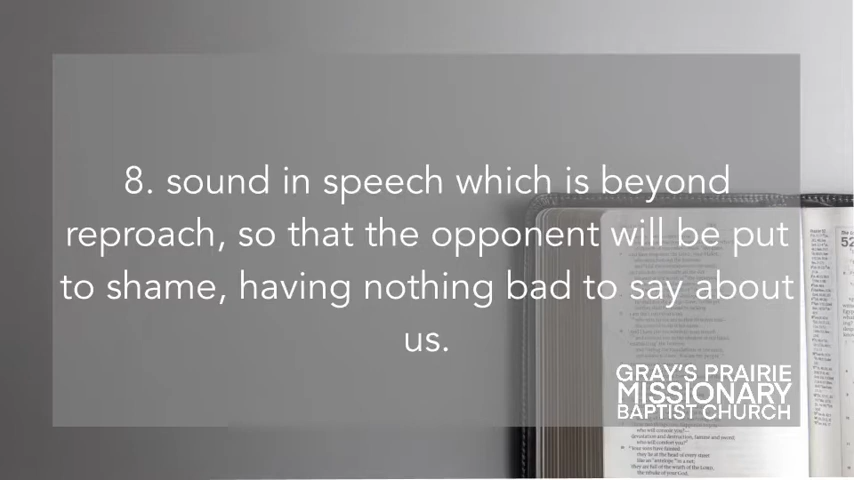 8. sound in speech which is beyond
reproach, so that the opponent will be put
to shame, having nothing bad to say about
us.
GRAY'S PRAIRIE
MISSIONARY
BAPTIST CHURCH
52